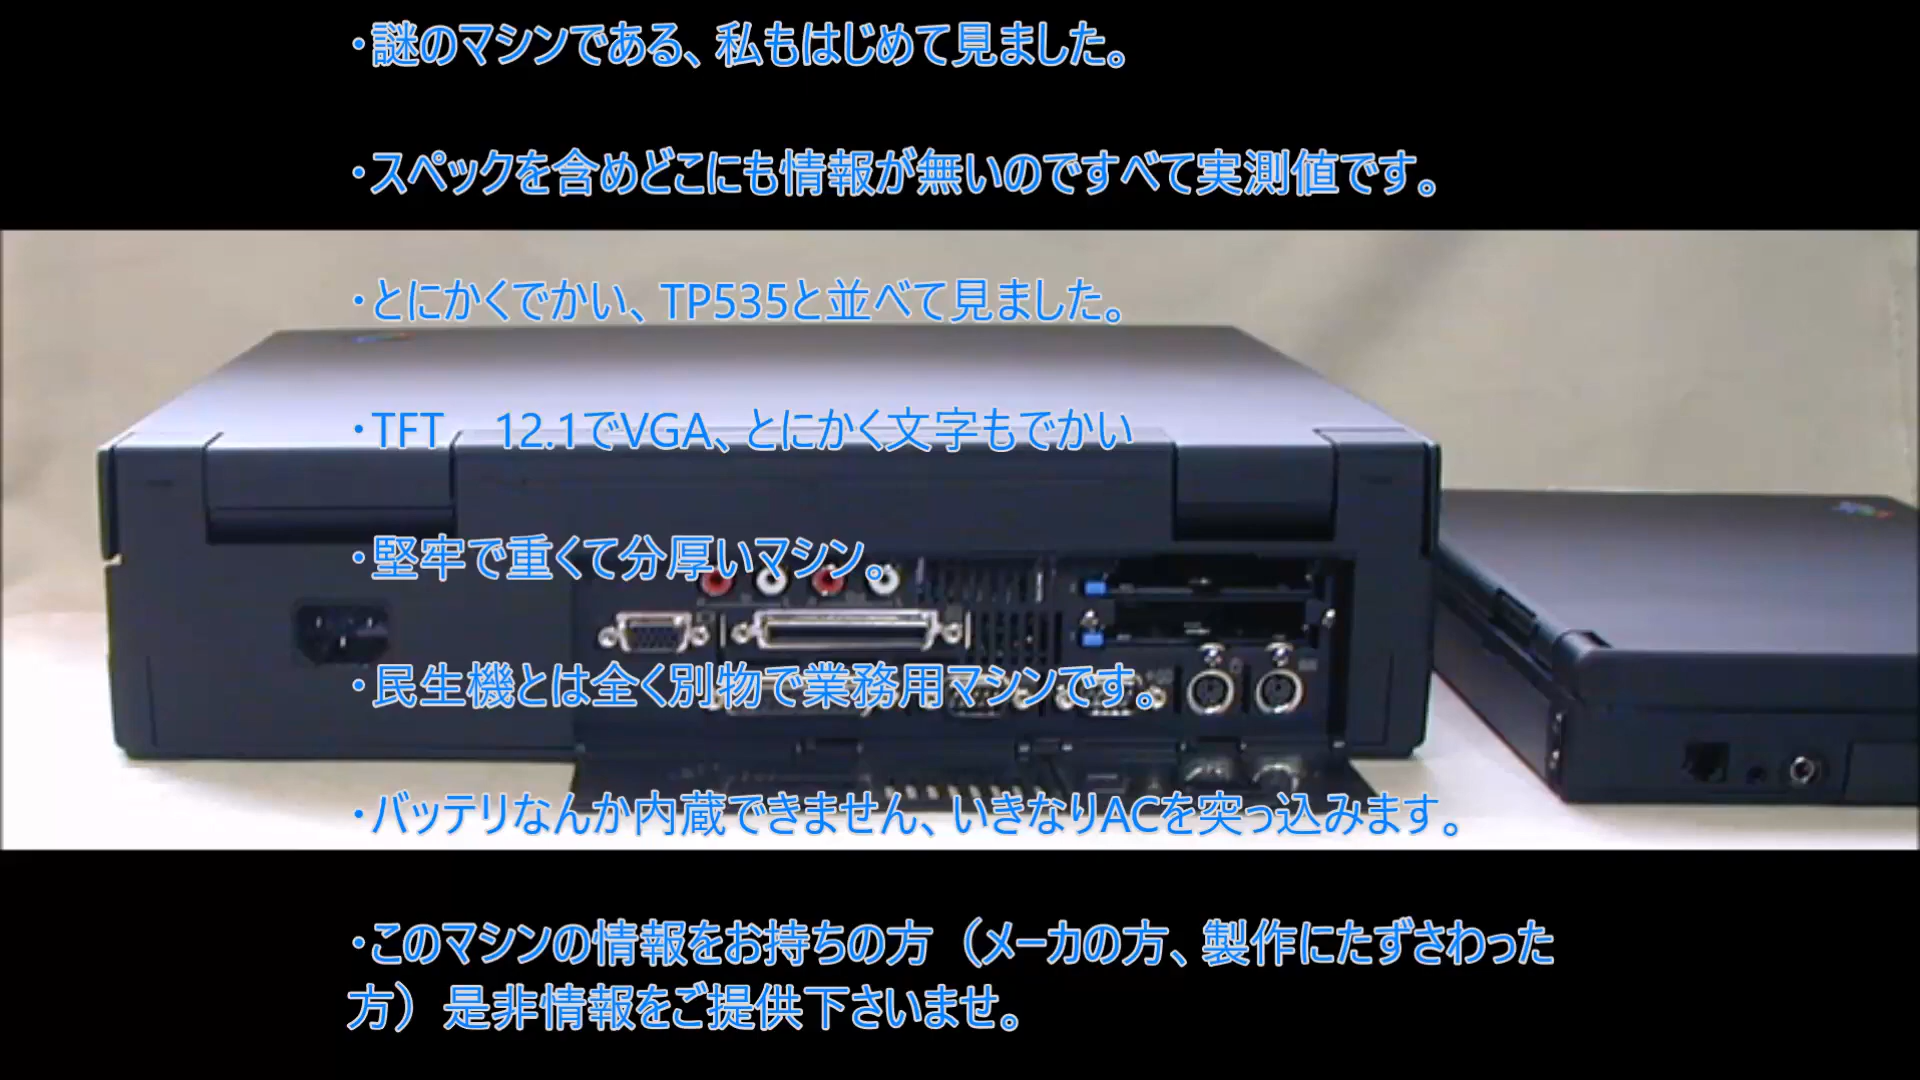 ・謎のマシンである、私もはじめて見ました。
・スペックを含めどこにも情報が無いのですべて実測値です。
・とにかくでかい、TP535と並べて見ました。
・TFT　12.1でVGA、とにかく文字もでかい
・堅牢で重くて分厚いマシン。
・民生機とは全く別物で業務用マシンです。
・バッテリなんか内蔵できません、いきなりACを突っ込みます。
・このマシンの情報をお持ちの方（メーカの方、製作にたずさわった
方）是非情報をご提供下さいませ。